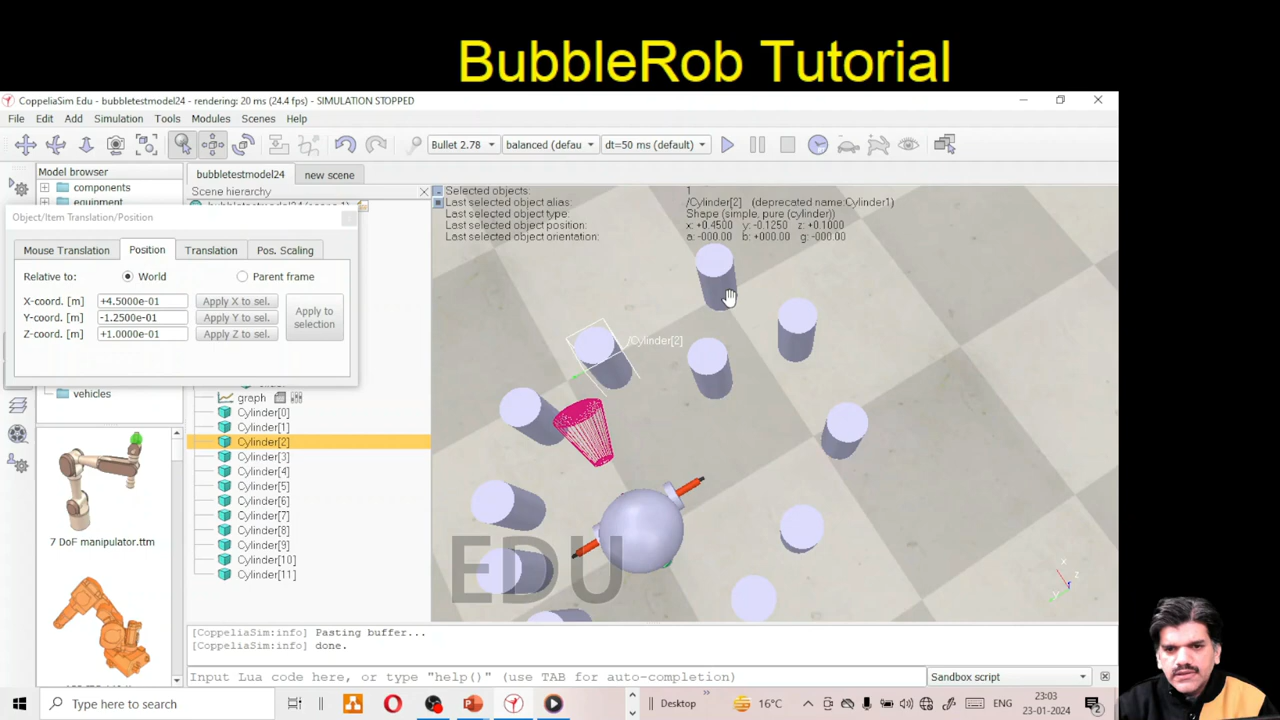 BubbleRob Tutorial
CoppeliaSim Edu - bubbletestmodel24 - rendering: 20 ms (24.4 fps) - SIMULATION STOPPED
File Edit Add Simulation Tools Modules Scenes Help
Bullet 2.78 balanced (defau dt=50 ms (default)
Model browser
components
equipment
bubbletestmodel24 new scene
Scene hierarchy
Selected objects: 1
Last selected object alias: /Cylinder[2] (deprecated name:Cylinder1)
Last selected object type: Shape (simple, pure (cylinder))
Last selected object position: x: +0.4500 y: -0.1250 z: +0.1000
Last selected object orientation: a: -000.00 b: +000.00 g: -000.00
Object/Item Translation/Position
Mouse Translation Position Translation Pos. Scaling
Relative to: World Parent frame
X-coord. [m] +4.5000e-01 Apply X to sel.
Y-coord. [m] -1.2500e-01 Apply Y to sel.
Z-coord. [m] +1.0000e-01 Apply Z to sel.
Apply to
selection
/Cylinder[2]
vehicles
graph
Cylinder[0]
Cylinder[1]
Cylinder[2]
Cylinder[3]
Cylinder[4]
Cylinder[5]
Cylinder[6]
Cylinder[7]
Cylinder[8]
Cylinder[9]
Cylinder[10]
Cylinder[11]
7 DoF manipulator.ttm
EDU
x
z
y
[CoppeliaSim:info] Pasting buffer...
[CoppeliaSim:info] done.
Input Lua code here, or type "help()" (use TAB for auto-completion)
Sandbox script
Type here to search
Desktop
16°C
ENG
23:03
23-01-2024
2